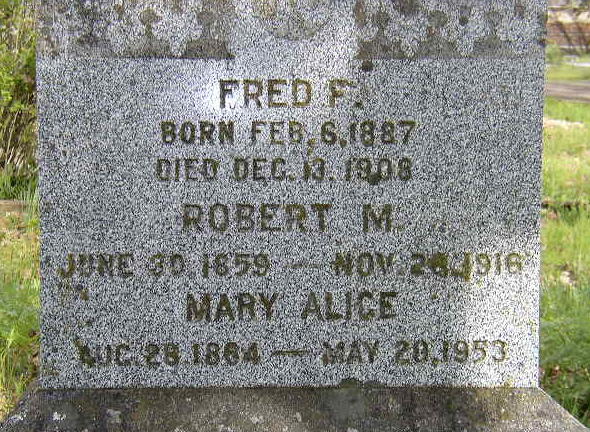 FRED F.
BORN FEB. 6, 1887
DIED DEC. 13, 1908
ROBERT M.
JUNE 30 1859 — NOV. 26, 1916
MARY ALICE
AUG. 28 1864 — MAY 20, 1953